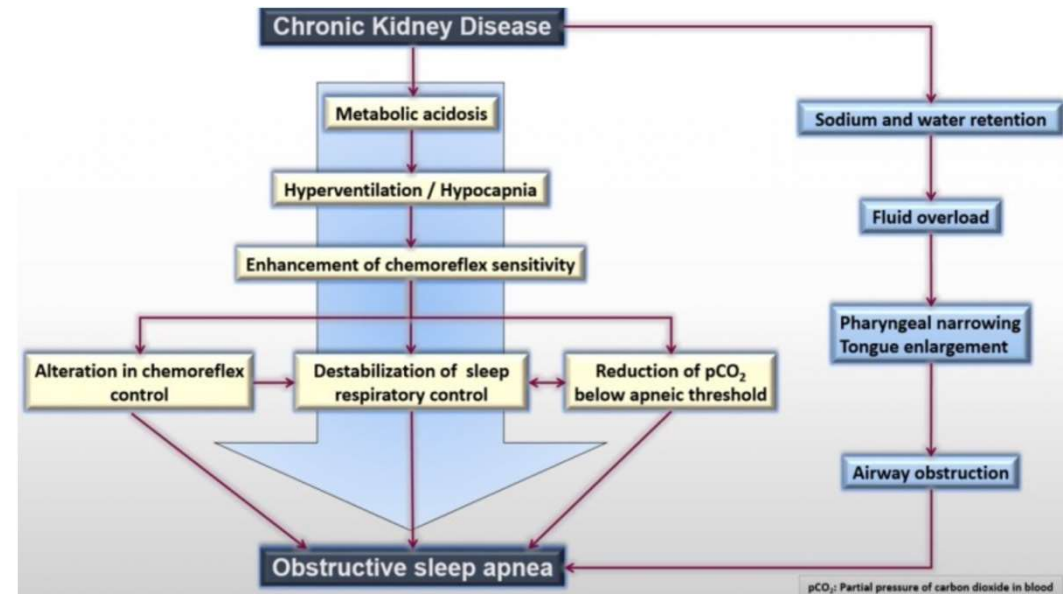 Chronic Kidney Disease
Metabolic acidosis
Hyperventilation / Hypocapnia
Enhancement of chemoreflex sensitivity
Alteration in chemoreflex
control
Destabilization of sleep
respiratory control
Reduction of pCO₂
below apneic threshold
Sodium and water retention
Fluid overload
Pharyngeal narrowing
Tongue enlargement
Airway obstruction
Obstructive sleep apnea
pCO₂: Partial pressure of carbon dioxide in blood